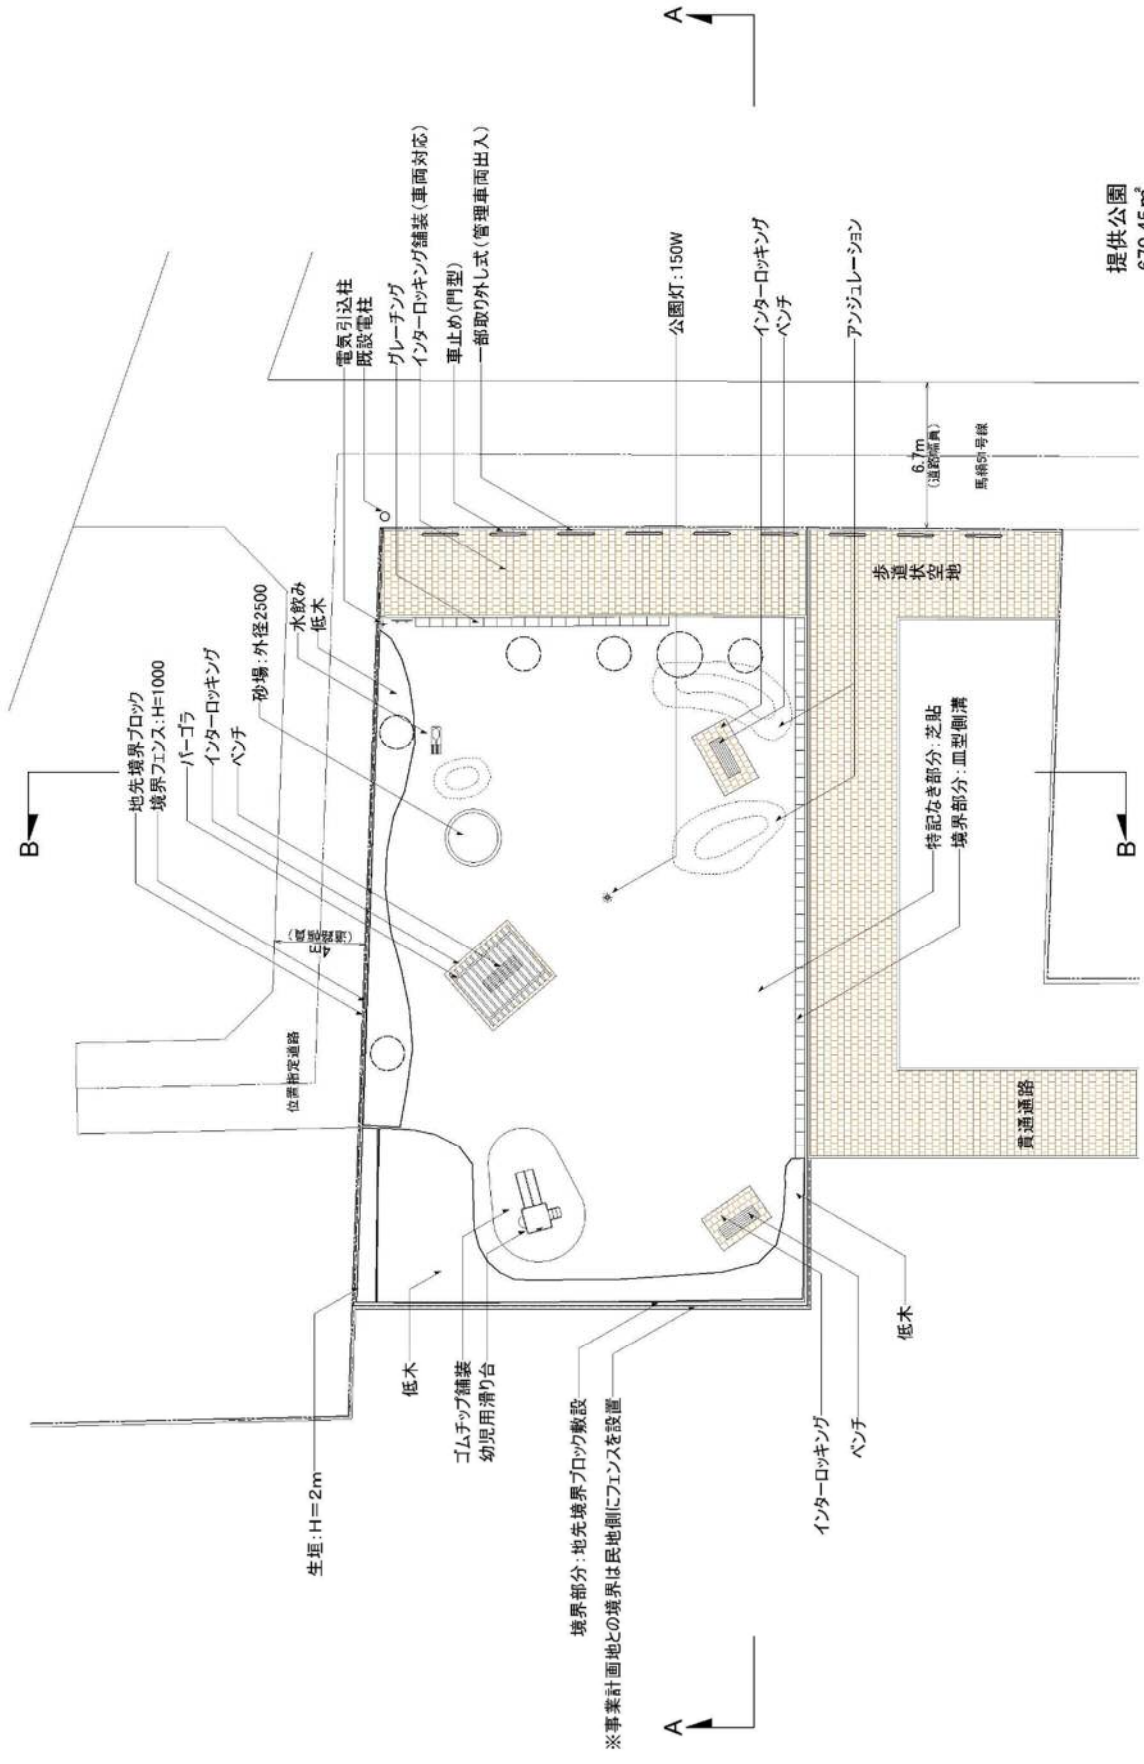 A
A
B
B
地先境界ブロック
境界フェンス:H=1000
パーゴラ
インターロッキング
ベンチ
砂場:外径2500
水飲み
低木
電気引込柱
既設電柱
グレーチング
インターロッキング舗装(車両対応)
車止め(門型)
一部取り外し式(管理車両出入)
公園灯:150W
インターロッキング
ベンチ
アンジュレーション
提供公園
670.45㎡
6.7m
(道路幅員)
馬絹51号線
歩道状空地
特記なき部分:芝貼
境界部分:皿型側溝
貫通通路
位置指定道路
(道路幅員)
生垣:H=2m
低木
ゴムチップ舗装
幼児用滑り台
境界部分:地先境界ブロック敷設
※事業計画地との境界は民地側にフェンスを設置
インターロッキング
ベンチ
低木